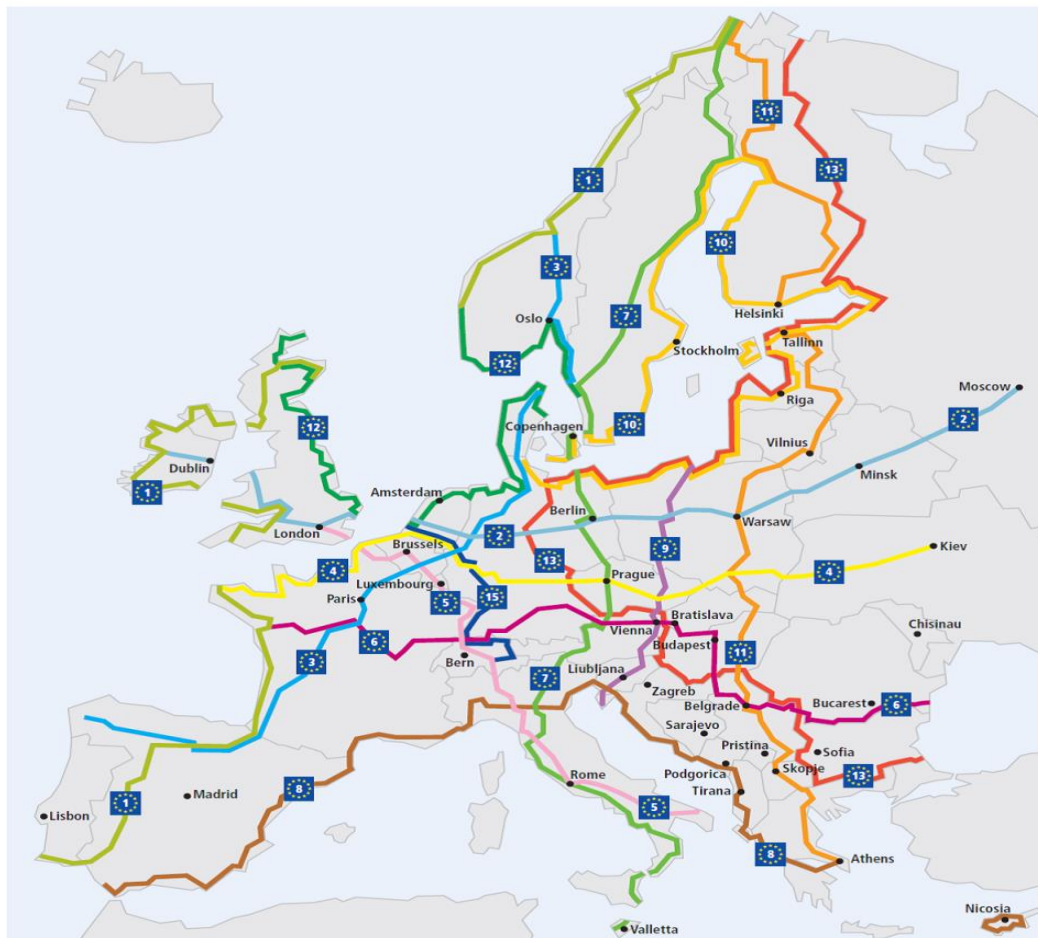 11
1
13
10
3
7
Oslo
Helsinki
12
Stockholm
Tallinn
Moscow
Riga
2
12
Copenhagen
10
Vilnius
Dublin
Minsk
1
Amsterdam
Berlin
Warsaw
London
2
Kiev
Brussels
9
13
4
4
Luxembourg
Prague
Paris
5
15
Bratislava
Chisinau
Vienna
6
Budapest
3
Bern
11
7
Liubljana
Zagreb
Bucarest
6
Belgrade
Sarajevo
Pristina
Sofia
8
Madrid
Rome
Podgorica
Skopje
13
1
Tirana
5
Lisbon
8
Athens
Nicosia
Valletta